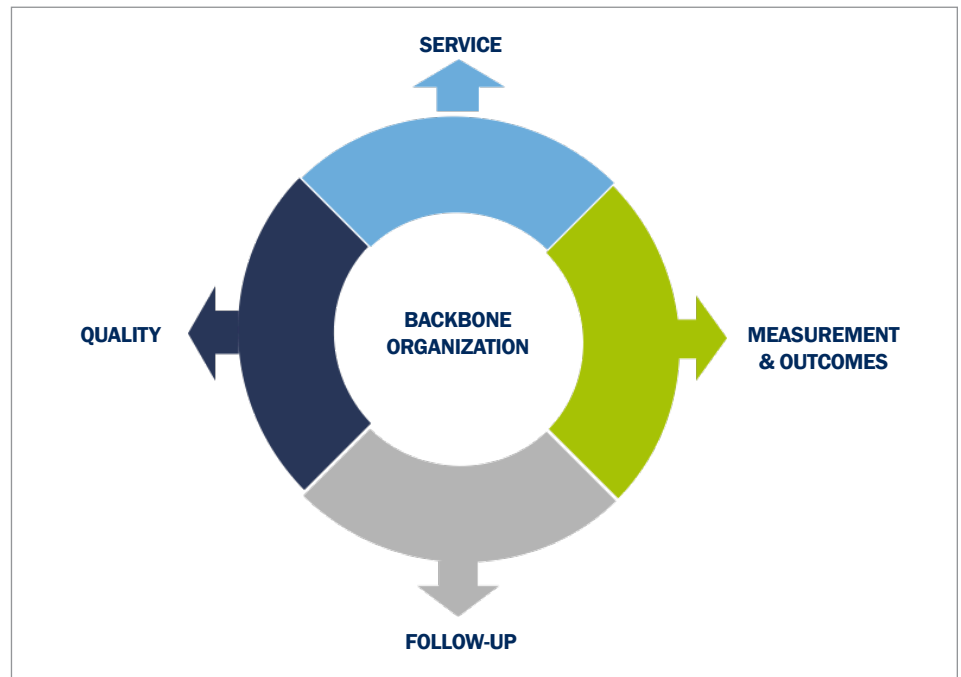 SERVICE
QUALITY
BACKBONE
ORGANIZATION
MEASUREMENT
& OUTCOMES
FOLLOW-UP